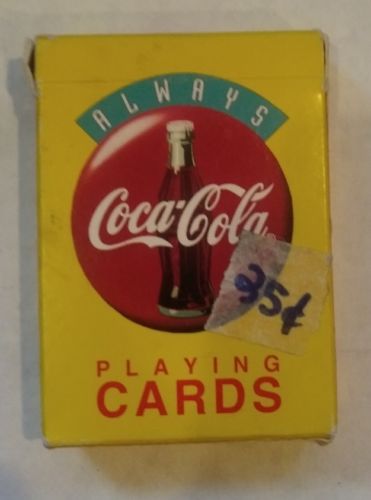 ALWAYS
Coca-Cola
35¢
PLAYING
CARDS